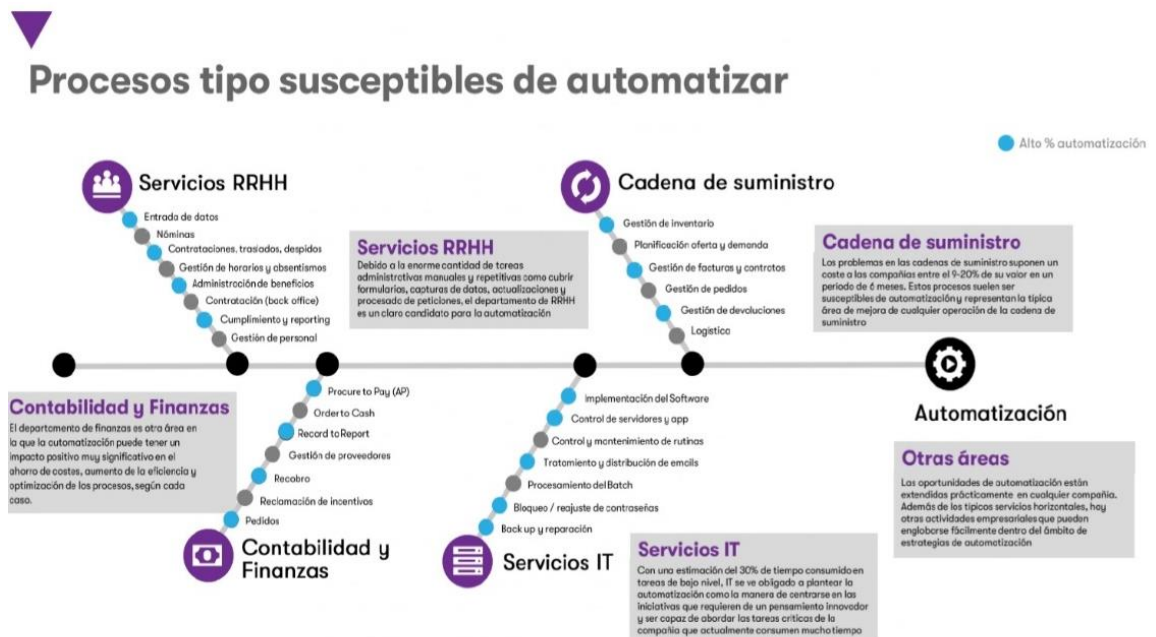 Procesos tipo susceptibles de automatizar
Alto % automatización
Servicios RRHH
Entrada de datos
Nóminas
Contrataciones, traslados, despidos
Gestión de horarios y absentismos
Administración de beneficios
Contratación (back office)
Cumplimiento y reporting
Gestión de personal
Servicios RRHH
Debido a la enorme cantidad de tareas
administrativas manuales y repetitivas como cubrir
formularios, capturas de datos, actualizaciones y
procesado de peticiones, el departamento de RRHH
es un claro candidato para la automatización
Cadena de suministro
Gestión de inventario
Planificación oferta y demanda
Gestión de facturas y contratos
Gestión de pedidos
Gestión de devoluciones
Logística
Cadena de suministro
Los problemas en las cadenas de suministro suponen un
coste a las compañías entre el 9-20% de su valor en un
periodo de 6 meses. Estos procesos suelen ser
susceptibles de automatización y representan la típica
área de mejora de cualquier operación de la cadena de
suministro
Contabilidad y Finanzas
El departamento de finanzas es otra área en
la que la automatización puede tener un
impacto positivo muy significativo en el
ahorro de costes, aumento de la eficiencia y
optimización de los procesos, según cada
caso.
Procure to Pay (AP)
Order to Cash
Record to Report
Gestión de proveedores
Recobro
Reclamación de incentivos
Pedidos
Contabilidad y
Finanzas
Implementación del Software
Control de servidores y app
Control y mantenimiento de rutinas
Tratamiento y distribución de emails
Procesamiento del Batch
Bloqueo / reajuste de contraseñas
Back up y reparación
Servicios IT
Servicios IT
Con una estimación del 30% de tiempo consumido en
tareas de bajo nivel, IT se ve obligado a plantear la
automatización como la manera de centrarse en las
iniciativas que requieren de un pensamiento innovador
y ser capaz de abordar las tareas críticas de la
compañía que actualmente consumen mucho tiempo
Automatización
Otras áreas
Las oportunidades de automatización están
extendidas prácticamente en cualquier compañía.
Además de los típicos servicios horizontales, hay
otras actividades empresariales que pueden
englobarse fácilmente dentro del ámbito de
estrategias de automatización